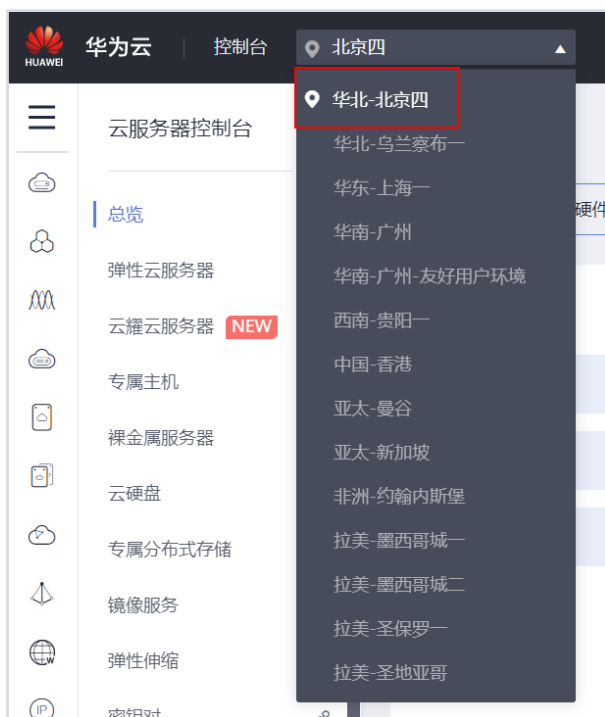 HUAWEI
华为云
控制台
北京四
华北-北京四
华北-乌兰察布一
华东-上海一
华南-广州
华南-广州-友好用户环境
西南-贵阳一
中国-香港
亚太-曼谷
亚太-新加坡
非洲-约翰内斯堡
拉美-墨西哥城一
拉美-墨西哥城二
拉美-圣保罗一
拉美-圣地亚哥
云服务器控制台
总览
弹性云服务器
云耀云服务器 NEW
专属主机
裸金属服务器
云硬盘
专属分布式存储
镜像服务
弹性伸缩
密钥对
硬件
W
IP